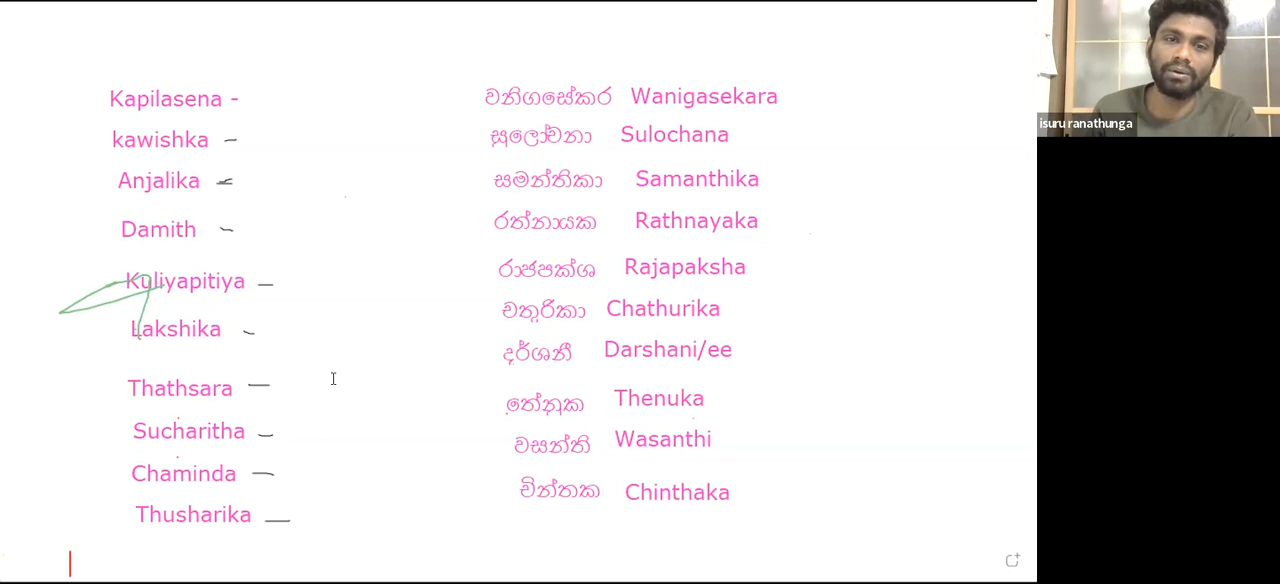 Kapilasena -
kawishka -
Anjalika -
Damith -
Kuliyapitiya -
Lakshika -
Thathsara -
Sucharitha -
Chaminda -
Thusharika -
වනිගසේකර Wanigasekara
සුලෝචනා Sulochana
සමන්තිකා Samanthika
රත්නායක Rathnayaka
රාජපක්ශ Rajapaksha
චතුරිකා Chathurika
දර්ශනී Darshani/ee
තේනුක Thenuka
වසන්ති Wasanthi
චින්තක Chinthaka
isuru ranathunga